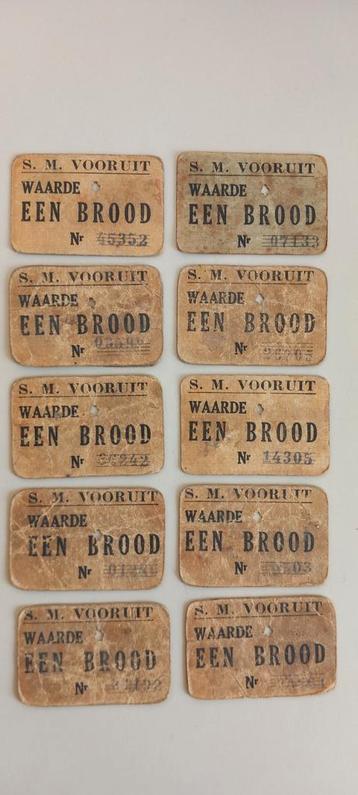 S. M. VOORUIT
WAARDE
EEN BROOD
Nr 45352
S. M. VOORUIT
WAARDE
EEN BROOD
Nr 07133
S. M. VOORUIT
WAARDE
EEN BROOD
Nr
S. M. VOORUIT
WAARDE
EEN BROOD
Nr
S. M. VOORUIT
WAARDE
EEN BROOD
Nr
S. M. VOORUIT
WAARDE
EEN BROOD
Nr 14305
S. M. VOORUIT
WAARDE
EEN BROOD
Nr
S. M. VOORUIT
WAARDE
EEN BROOD
Nr
S. M. VOORUIT
WAARDE
EEN BROOD
Nr
S. M. VOORUIT
WAARDE
EEN BROOD
Nr